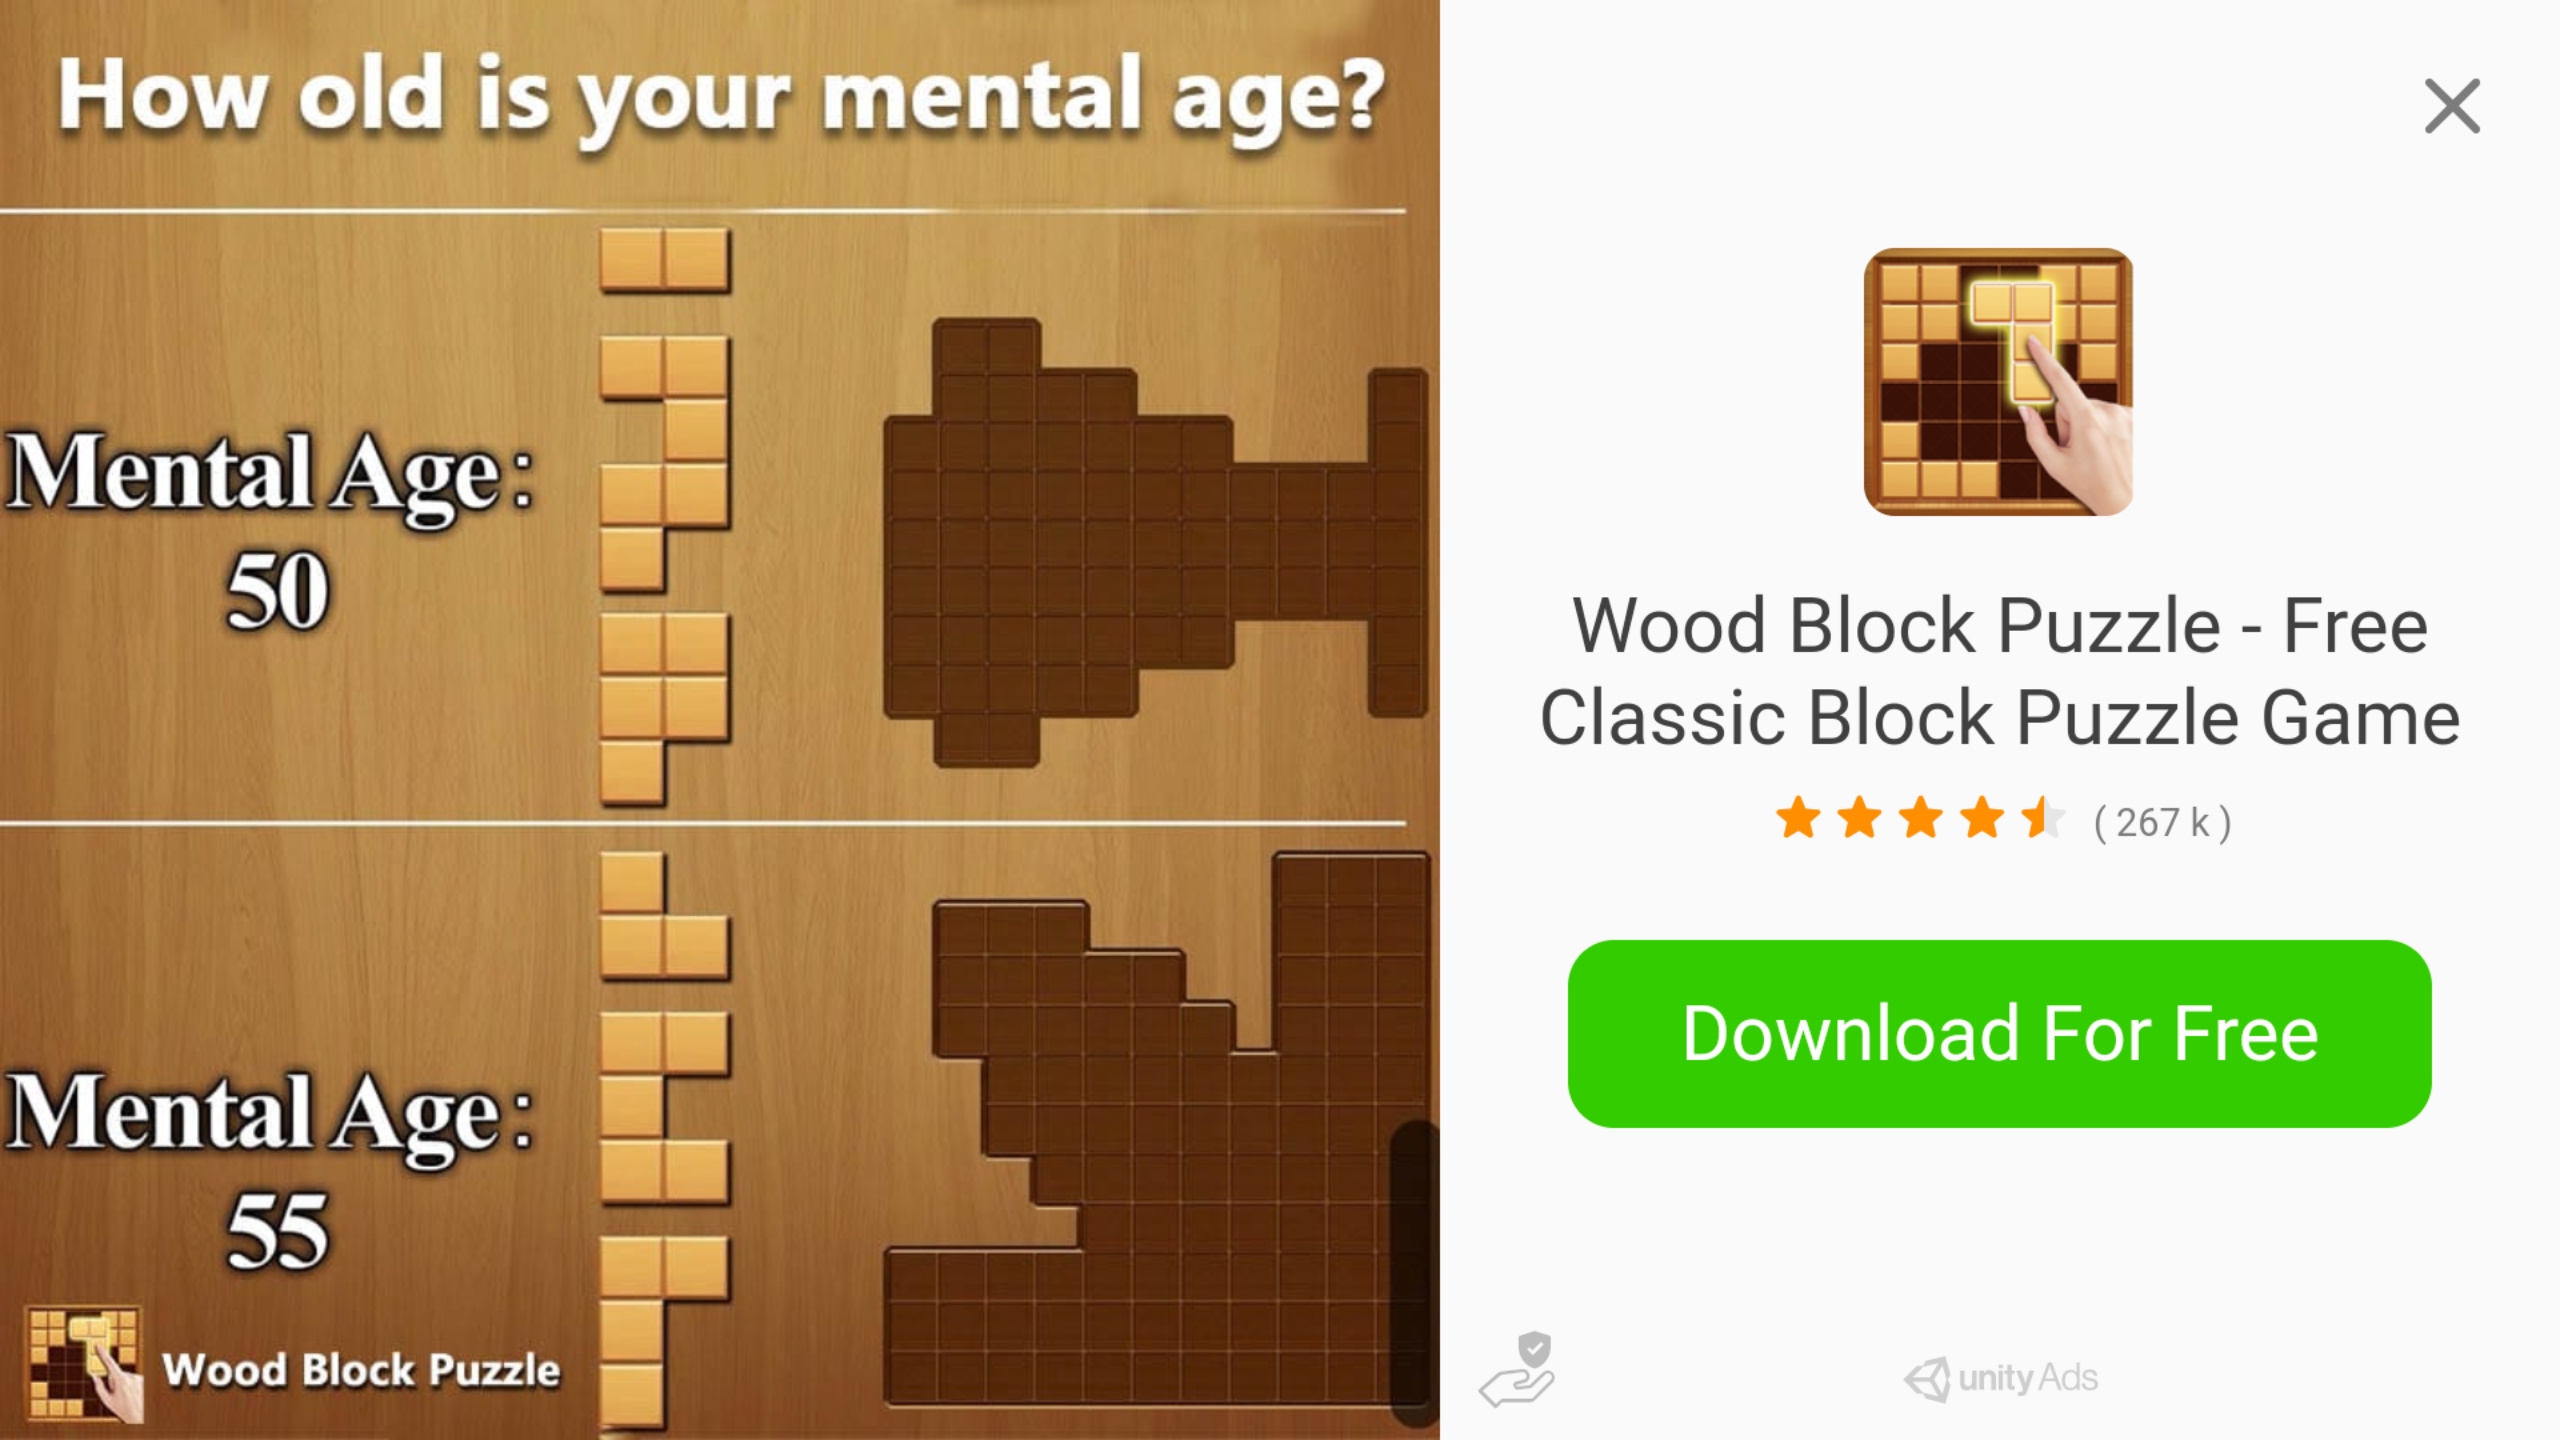 How old is your mental age?
Mental Age:
50
Mental Age:
55
Wood Block Puzzle
Wood Block Puzzle - Free
Classic Block Puzzle Game
( 267 k )
Download For Free
unity Ads